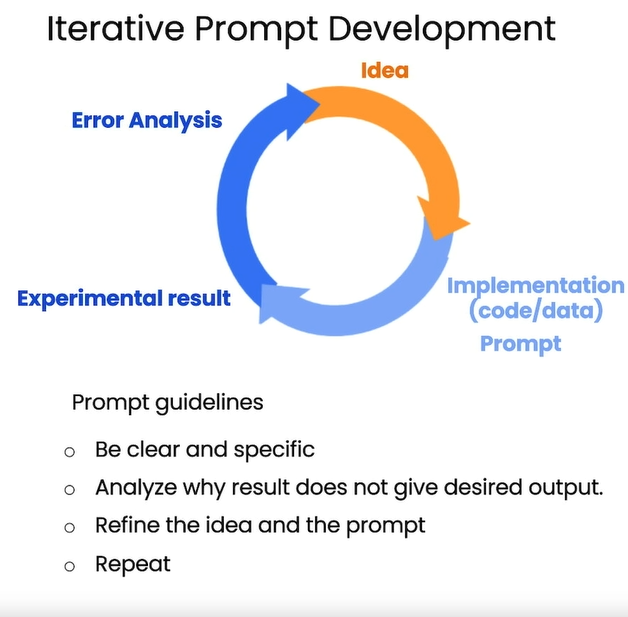 Iterative Prompt Development
Idea
Error Analysis
Experimental result
Implementation
(code/data)
Prompt
Prompt guidelines
o Be clear and specific
o Analyze why result does not give desired output.
o Refine the idea and the prompt
o Repeat